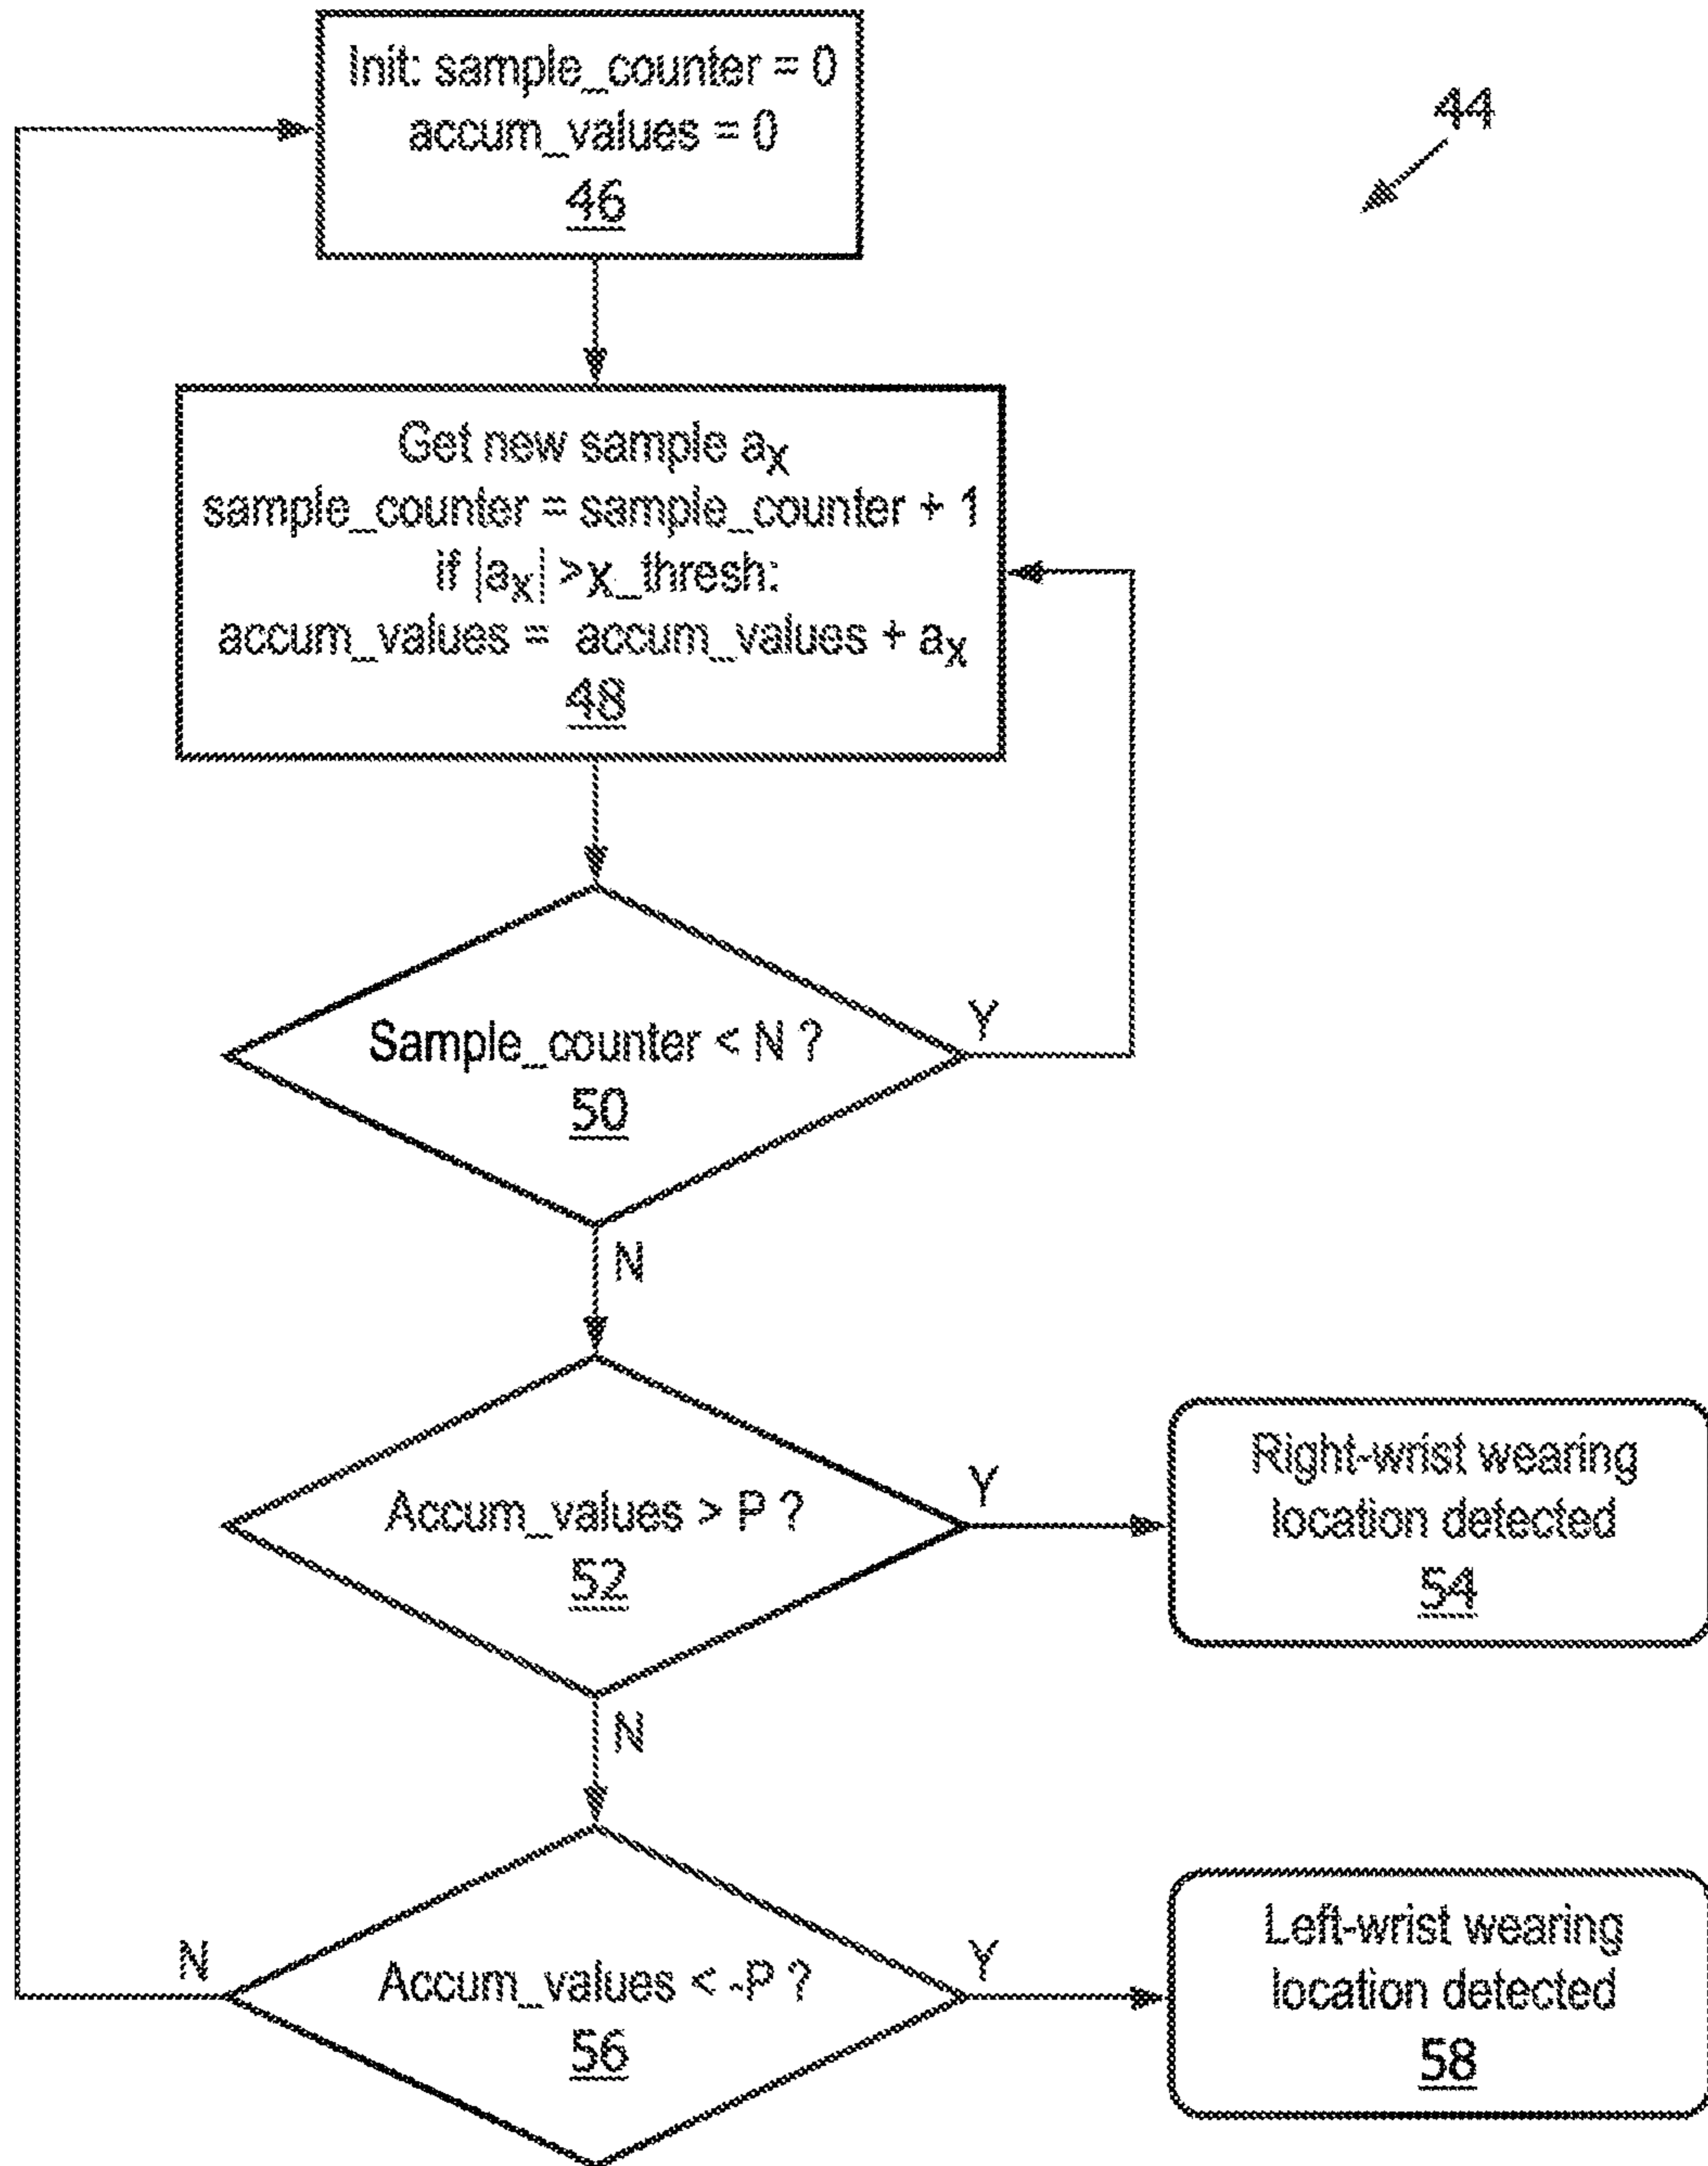 Init: sample_counter = 0
accum_values = 0
46
44
Get new sample aX
sample_counter = sample_counter + 1
if |aX| >x_thresh:
accum_values = accum_values + aX
48
Sample_counter < N ?
50
Y
N
Accum_values > P ?
52
Y
N
Right-wrist wearing
location detected
54
Accum_values < -P ?
56
N
Y
Left-wrist wearing
location detected
58